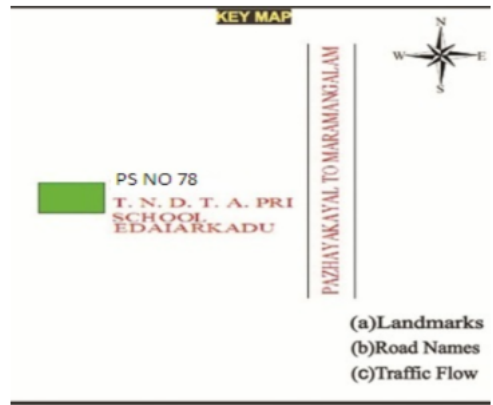 KEY MAP
N
W E
S
PS NO 78
T. N. D. T. A. PRI
SCHOOL
EDAIARKADU
PAZHAYAKAYAL TO MARAMANGALAM
(a)Landmarks
(b)Road Names
(c)Traffic Flow